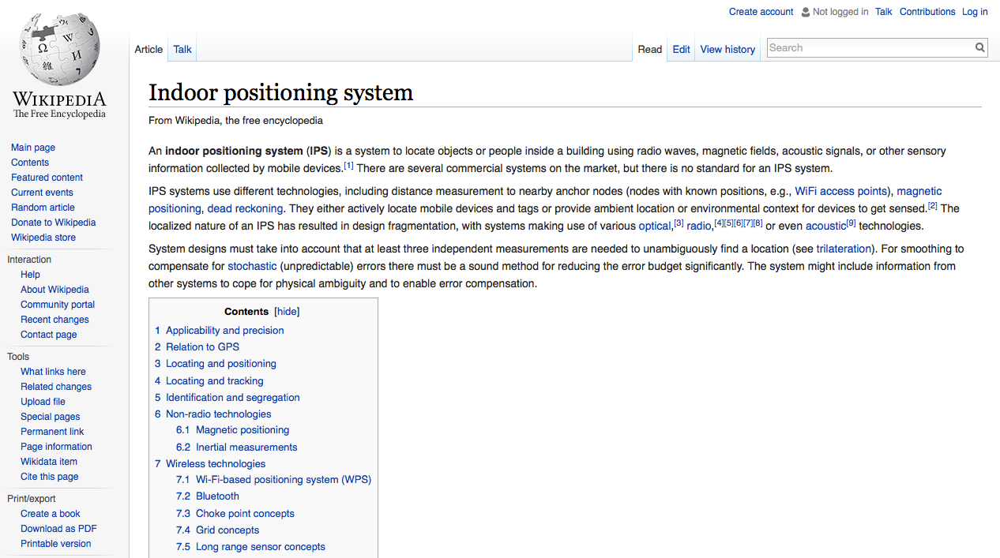 Create account Not logged in Talk Contributions Log in
Article Talk Read Edit View history Search
WIKIPEDIA
The Free Encyclopedia
Main page
Contents
Featured content
Current events
Random article
Donate to Wikipedia
Wikipedia store
Interaction
Help
About Wikipedia
Community portal
Recent changes
Contact page
Tools
What links here
Related changes
Upload file
Special pages
Permanent link
Page information
Wikidata item
Cite this page
Print/export
Create a book
Download as PDF
Printable version
Indoor positioning system
From Wikipedia, the free encyclopedia
An indoor positioning system (IPS) is a system to locate objects or people inside a building using radio waves, magnetic fields, acoustic signals, or other sensory
information collected by mobile devices.[1] There are several commercial systems on the market, but there is no standard for an IPS system.
IPS systems use different technologies, including distance measurement to nearby anchor nodes (nodes with known positions, e.g., WiFi access points), magnetic
positioning, dead reckoning. They either actively locate mobile devices and tags or provide ambient location or environmental context for devices to get sensed.[2] The
localized nature of an IPS has resulted in design fragmentation, with systems making use of various optical,[3] radio,[4][5][6][7][8] or even acoustic[9] technologies.
System designs must take into account that at least three independent measurements are needed to unambiguously find a location (see trilateration). For smoothing to
compensate for stochastic (unpredictable) errors there must be a sound method for reducing the error budget significantly. The system might include information from
other systems to cope for physical ambiguity and to enable error compensation.
Contents [hide]
1 Applicability and precision
2 Relation to GPS
3 Locating and positioning
4 Locating and tracking
5 Identification and segregation
6 Non-radio technologies
6.1 Magnetic positioning
6.2 Inertial measurements
7 Wireless technologies
7.1 Wi-Fi-based positioning system (WPS)
7.2 Bluetooth
7.3 Choke point concepts
7.4 Grid concepts
7.5 Long range sensor concepts